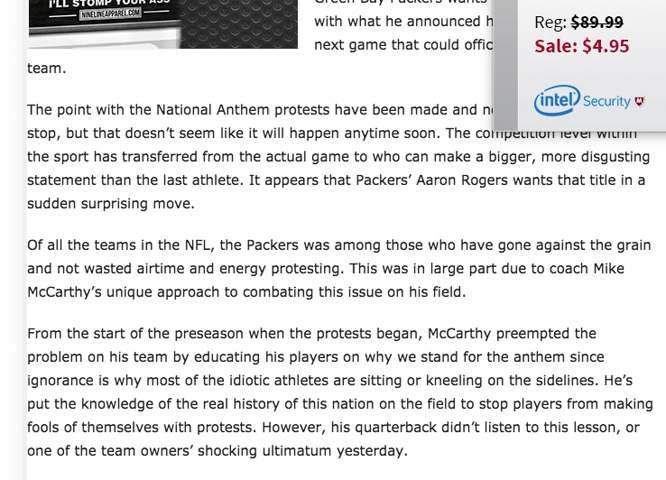 I'LL STOMP YOUR ASS
NINELINEAPPAREL.COM
Green Bay Packers wants
with what he announced h
next game that could offic
team.
Reg: $89.99
Sale: $4.95
intel Security
The point with the National Anthem protests have been made and n
stop, but that doesn't seem like it will happen anytime soon. The competition level within
the sport has transferred from the actual game to who can make a bigger, more disgusting
statement than the last athlete. It appears that Packers' Aaron Rogers wants that title in a
sudden surprising move.
Of all the teams in the NFL, the Packers was among those who have gone against the grain
and not wasted airtime and energy protesting. This was in large part due to coach Mike
McCarthy's unique approach to combating this issue on his field.
From the start of the preseason when the protests began, McCarthy preempted the
problem on his team by educating his players on why we stand for the anthem since
ignorance is why most of the idiotic athletes are sitting or kneeling on the sidelines. He's
put the knowledge of the real history of this nation on the field to stop players from making
fools of themselves with protests. However, his quarterback didn't listen to this lesson, or
one of the team owners' shocking ultimatum yesterday.